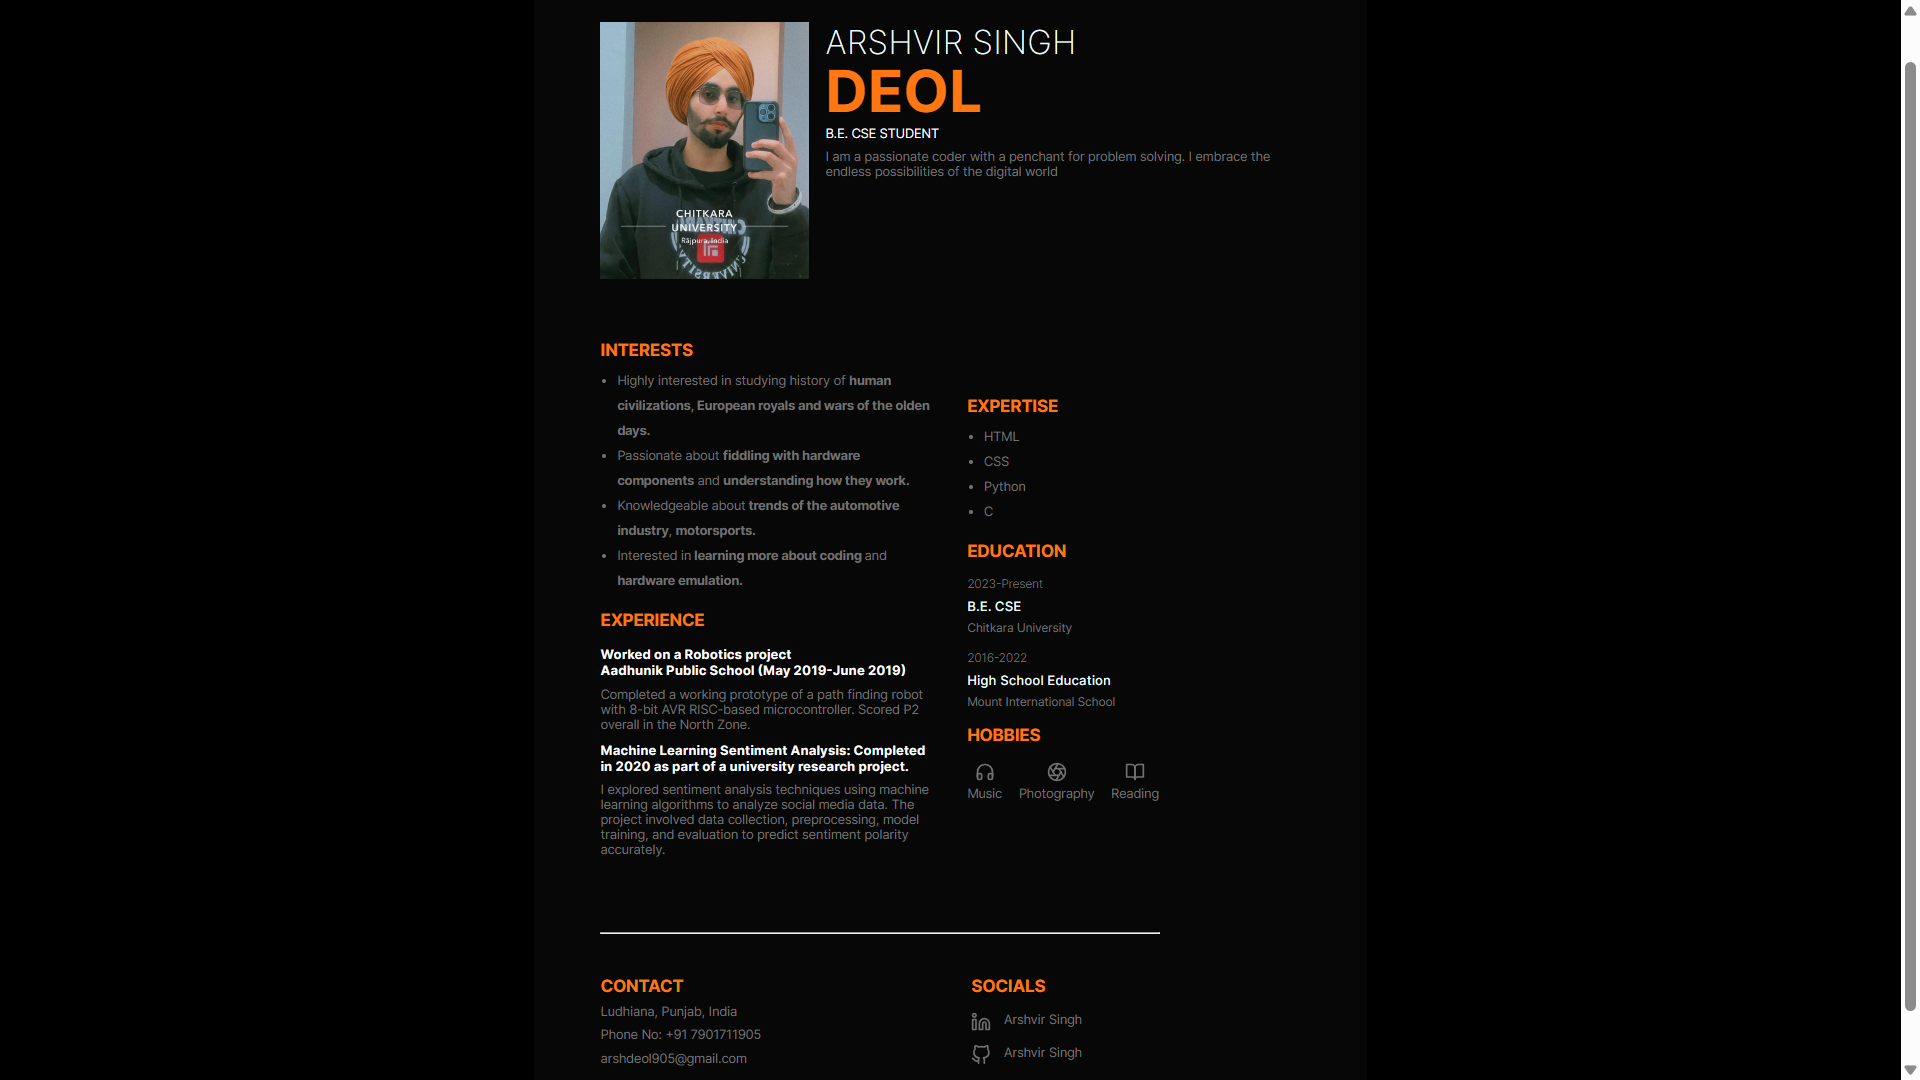 ARSHVIR SINGH
DEOL
B.E. CSE STUDENT
I am a passionate coder with a penchant for problem solving. I embrace the
endless possibilities of the digital world
CHITKARA
UNIVERSITY
Rājpura, India
INTERESTS
• Highly interested in studying history of human
civilizations, European royals and wars of the olden
days.
• Passionate about fiddling with hardware
components and understanding how they work.
• Knowledgeable about trends of the automotive
industry, motorsports.
• Interested in learning more about coding and
hardware emulation.
EXPERIENCE
Worked on a Robotics project
Aadhunik Public School (May 2019-June 2019)
Completed a working prototype of a path finding robot
with 8-bit AVR RISC-based microcontroller. Scored P2
overall in the North Zone.
Machine Learning Sentiment Analysis: Completed
in 2020 as part of a university research project.
I explored sentiment analysis techniques using machine
learning algorithms to analyze social media data. The
project involved data collection, preprocessing, model
training, and evaluation to predict sentiment polarity
accurately.
EXPERTISE
• HTML
• CSS
• Python
• C
EDUCATION
2023-Present
B.E. CSE
Chitkara University
2016-2022
High School Education
Mount International School
HOBBIES
Music Photography Reading
CONTACT
Ludhiana, Punjab, India
Phone No: +91 7901711905
arshdeol905@gmail.com
SOCIALS
Arshvir Singh
Arshvir Singh